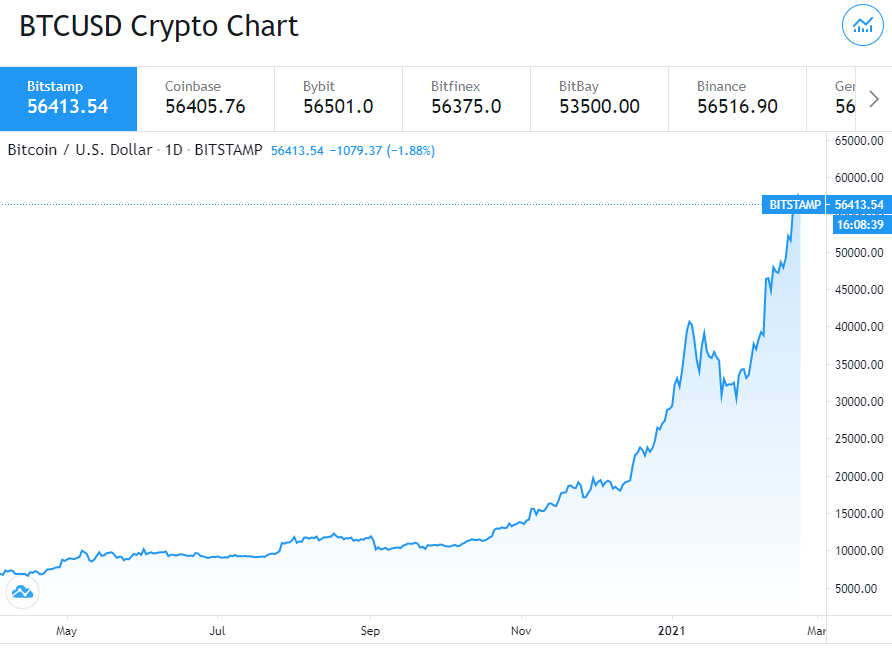 BTCUSD Crypto Chart
Bitstamp Coinbase Bybit Bitfinex BitBay Binance Ger
56413.54 56405.76 56501.0 56375.0 53500.00 56516.90 56
Bitcoin / U.S. Dollar · 1D · BITSTAMP 56413.54 −1079.37 (−1.88%)
65000.00
60000.00
BITSTAMP 56413.54
16:08:39
50000.00
45000.00
40000.00
35000.00
30000.00
25000.00
20000.00
15000.00
10000.00
5000.00
May Jul Sep Nov 2021 Mar